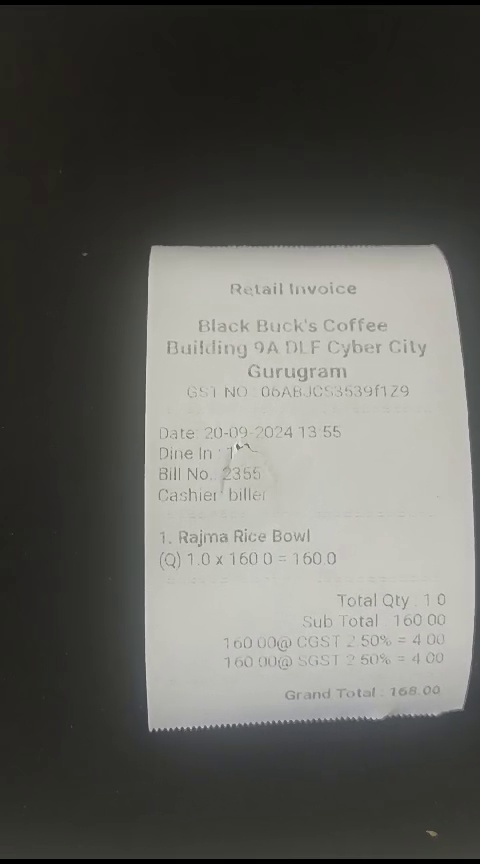 Retail Invoice
Black Buck's Coffee
Building 9A DLF Cyber City
Gurugram
GST NO : 06ABJCS3539f1Z9
Date: 20-09-2024 13:55
Dine In :
Bill No.: 2355
Cashier: biller
1. Rajma Rice Bowl
(Q) 1.0 x 160.0 = 160.0
Total Qty : 1.0
Sub Total : 160.00
160.00@ CGST 2.50% = 4.00
160.00@ SGST 2.50% = 4.00
Grand Total : 168.00